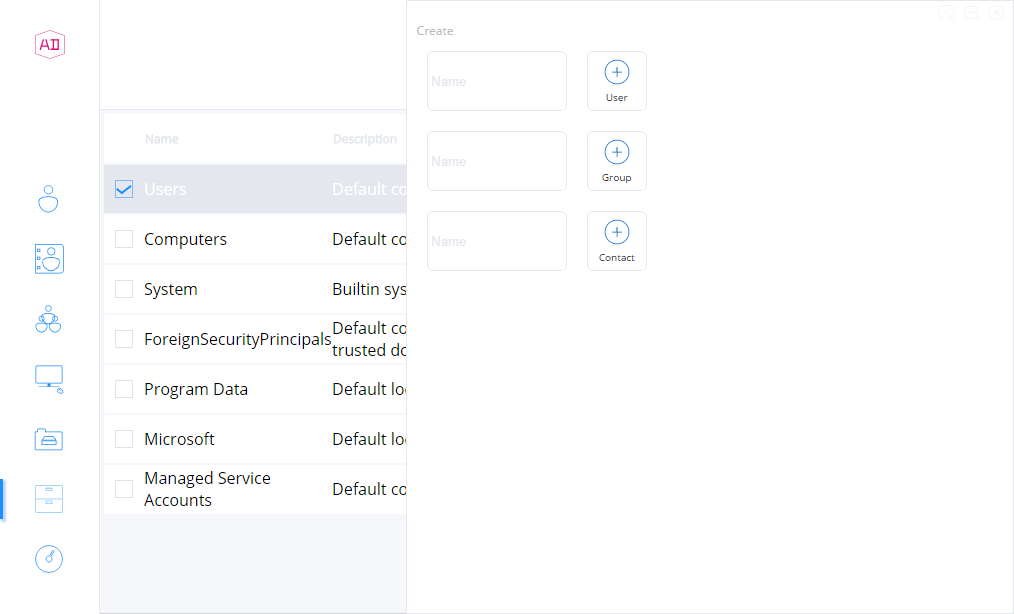 AD
Create
Name
User
Name
Group
Name
Contact
Name Description
Users Default co
Computers Default co
System Builtin sys
ForeignSecurityPrincipals Default co
trusted do
Program Data Default lo
Microsoft Default lo
Managed Service
Accounts Default co